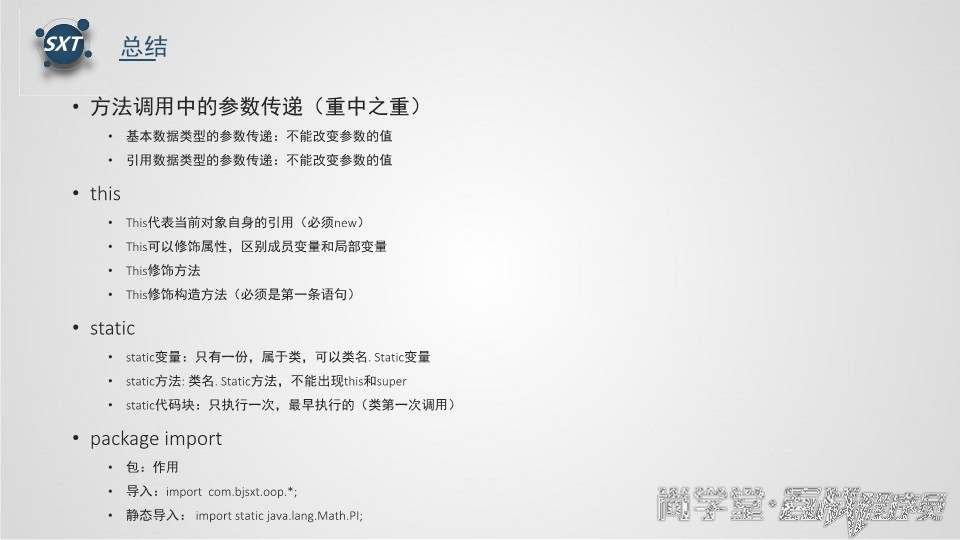 SXT
总结
• 方法调用中的参数传递（重中之重）
• 基本数据类型的参数传递：不能改变参数的值
• 引用数据类型的参数传递：不能改变参数的值
• this
• This代表当前对象自身的引用（必须new）
• This可以修饰属性，区别成员变量和局部变量
• This修饰方法
• This修饰构造方法（必须是第一条语句）
• static
• static变量：只有一份，属于类，可以类名. Static变量
• static方法: 类名. Static方法，不能出现this和super
• static代码块：只执行一次，最早执行的（类第一次调用）
• package import
• 包：作用
• 导入：import com.bjsxt.oop.*;
• 静态导入： import static java.lang.Math.PI;
尚学堂·